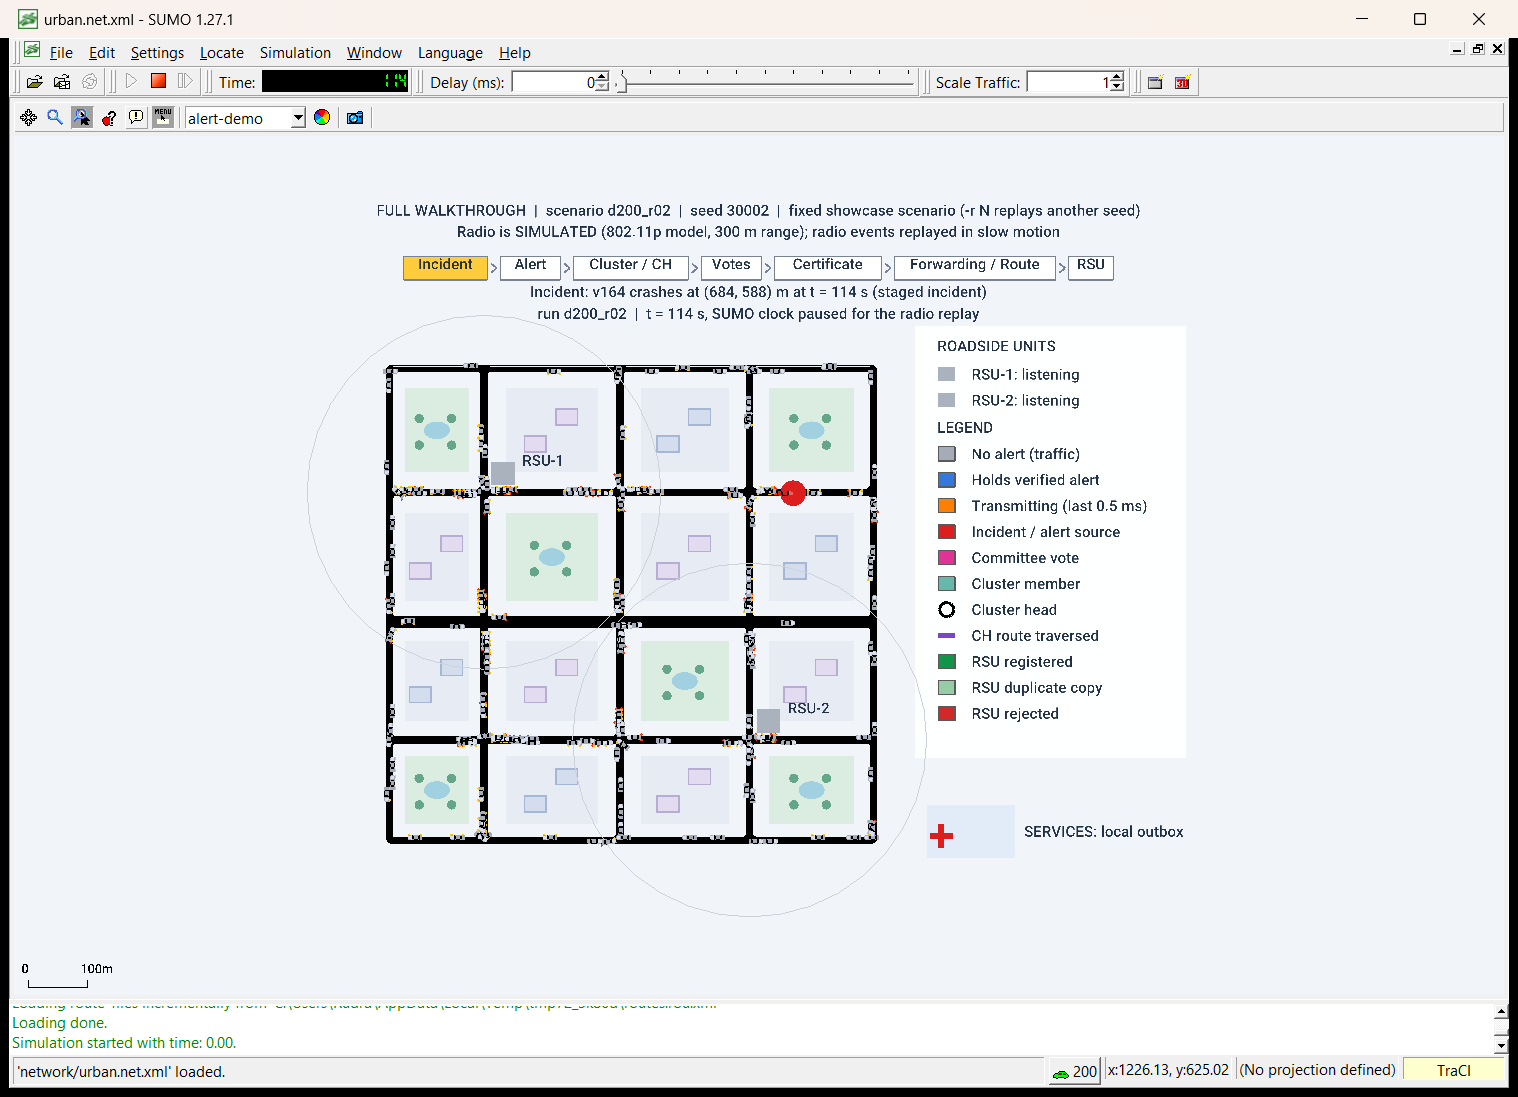 urban.net.xml - SUMO 1.27.1
File Edit Settings Locate Simulation Window Language Help
Time: 114 Delay (ms): 0 Scale Traffic: 1
MENU alert-demo
FULL WALKTHROUGH | scenario d200_r02 | seed 30002 | fixed showcase scenario (-r N replays another seed)
Radio is SIMULATED (802.11p model, 300 m range); radio events replayed in slow motion
Incident > Alert > Cluster / CH > Votes > Certificate > Forwarding / Route > RSU
Incident: v164 crashes at (684, 588) m at t = 114 s (staged incident)
run d200_r02 | t = 114 s, SUMO clock paused for the radio replay
RSU-1
RSU-2
ROADSIDE UNITS
RSU-1: listening
RSU-2: listening
LEGEND
No alert (traffic)
Holds verified alert
Transmitting (last 0.5 ms)
Incident / alert source
Committee vote
Cluster member
Cluster head
CH route traversed
RSU registered
RSU duplicate copy
RSU rejected
SERVICES: local outbox
0 100m
Loading done.
Simulation started with time: 0.00.
'network/urban.net.xml' loaded.
200
x:1226.13, y:625.02
(No projection defined)
TraCI